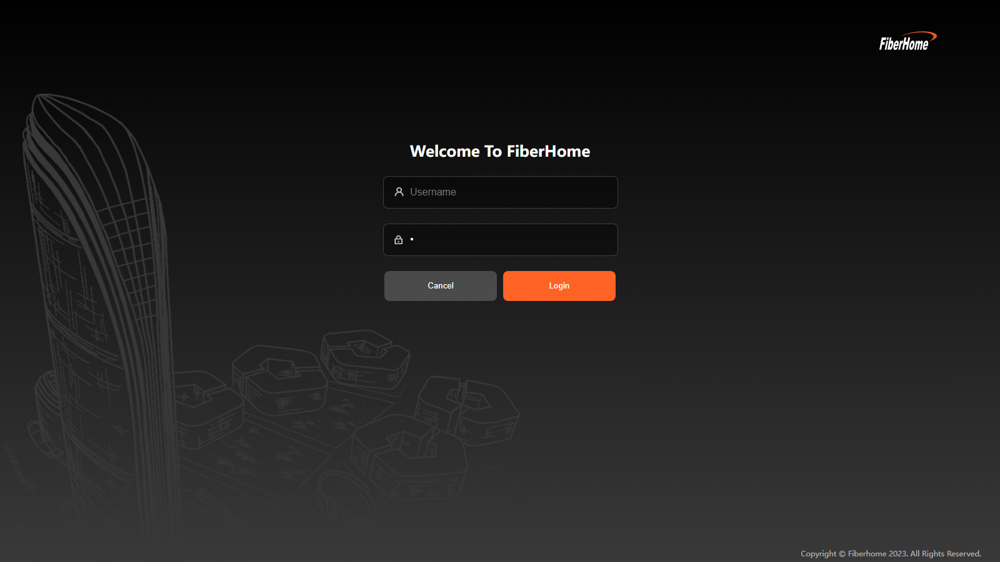 FiberHome
Welcome To FiberHome
Username
•
Cancel
Login
Copyright © Fiberhome 2023. All Rights Reserved.